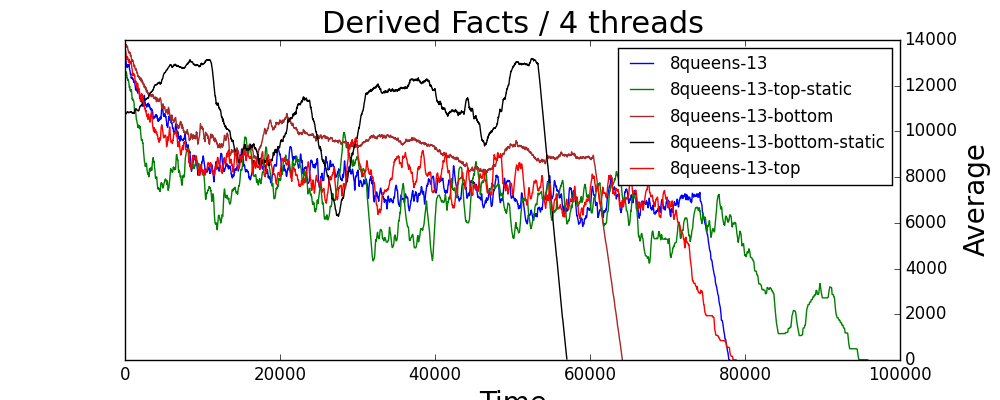 Derived Facts / 4 threads
14000
12000
10000
8000
6000
4000
2000
0
Average
8queens-13
8queens-13-top-static
8queens-13-bottom
8queens-13-bottom-static
8queens-13-top
0 20000 40000 60000 80000 100000
Time